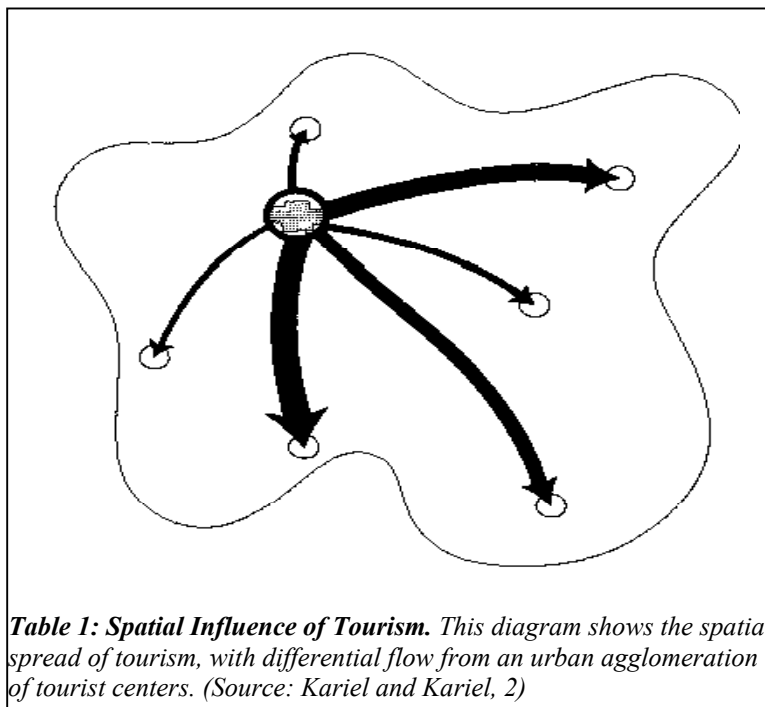 Table 1: Spatial Influence of Tourism. This diagram shows the spatia
spread of tourism, with differential flow from an urban agglomeration
of tourist centers. (Source: Kariel and Kariel, 2)